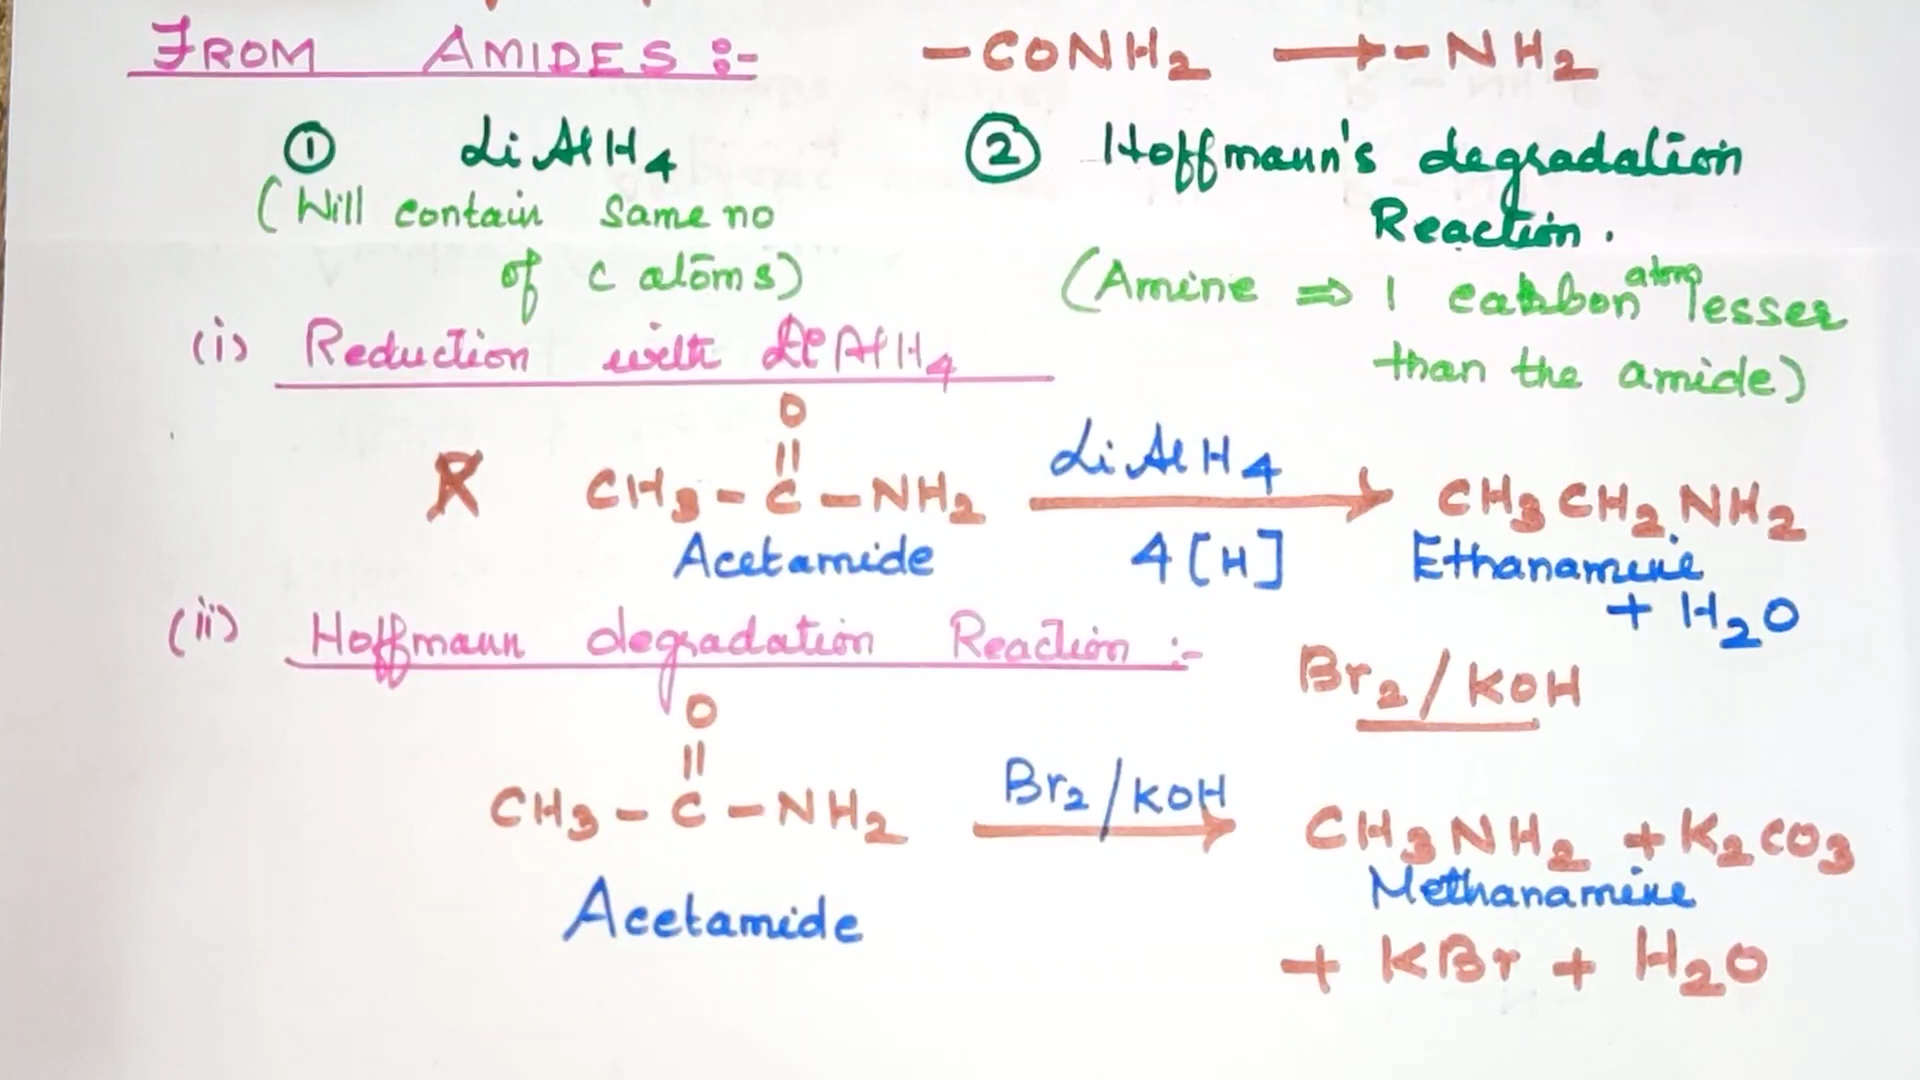 FROM AMIDES :- -CONH2 → -NH2
① LiAlH4 ② Hoffmann's degradation
(Will contain same no Reaction.
of C atoms) (Amine ⇒ 1 carbon atom lesser
(i) Reduction with LiAlH4 than the amide)
O
||
CH3 - C - NH2 LiAlH4 → CH3CH2NH2
Acetamide 4[H] Ethanamine
+ H2O
(ii) Hoffmann degradation Reaction :- Br2/KOH
O
||
CH3 - C - NH2 Br2/KOH → CH3NH2 + K2CO3
Acetamide Methanamine
+ KBr + H2O